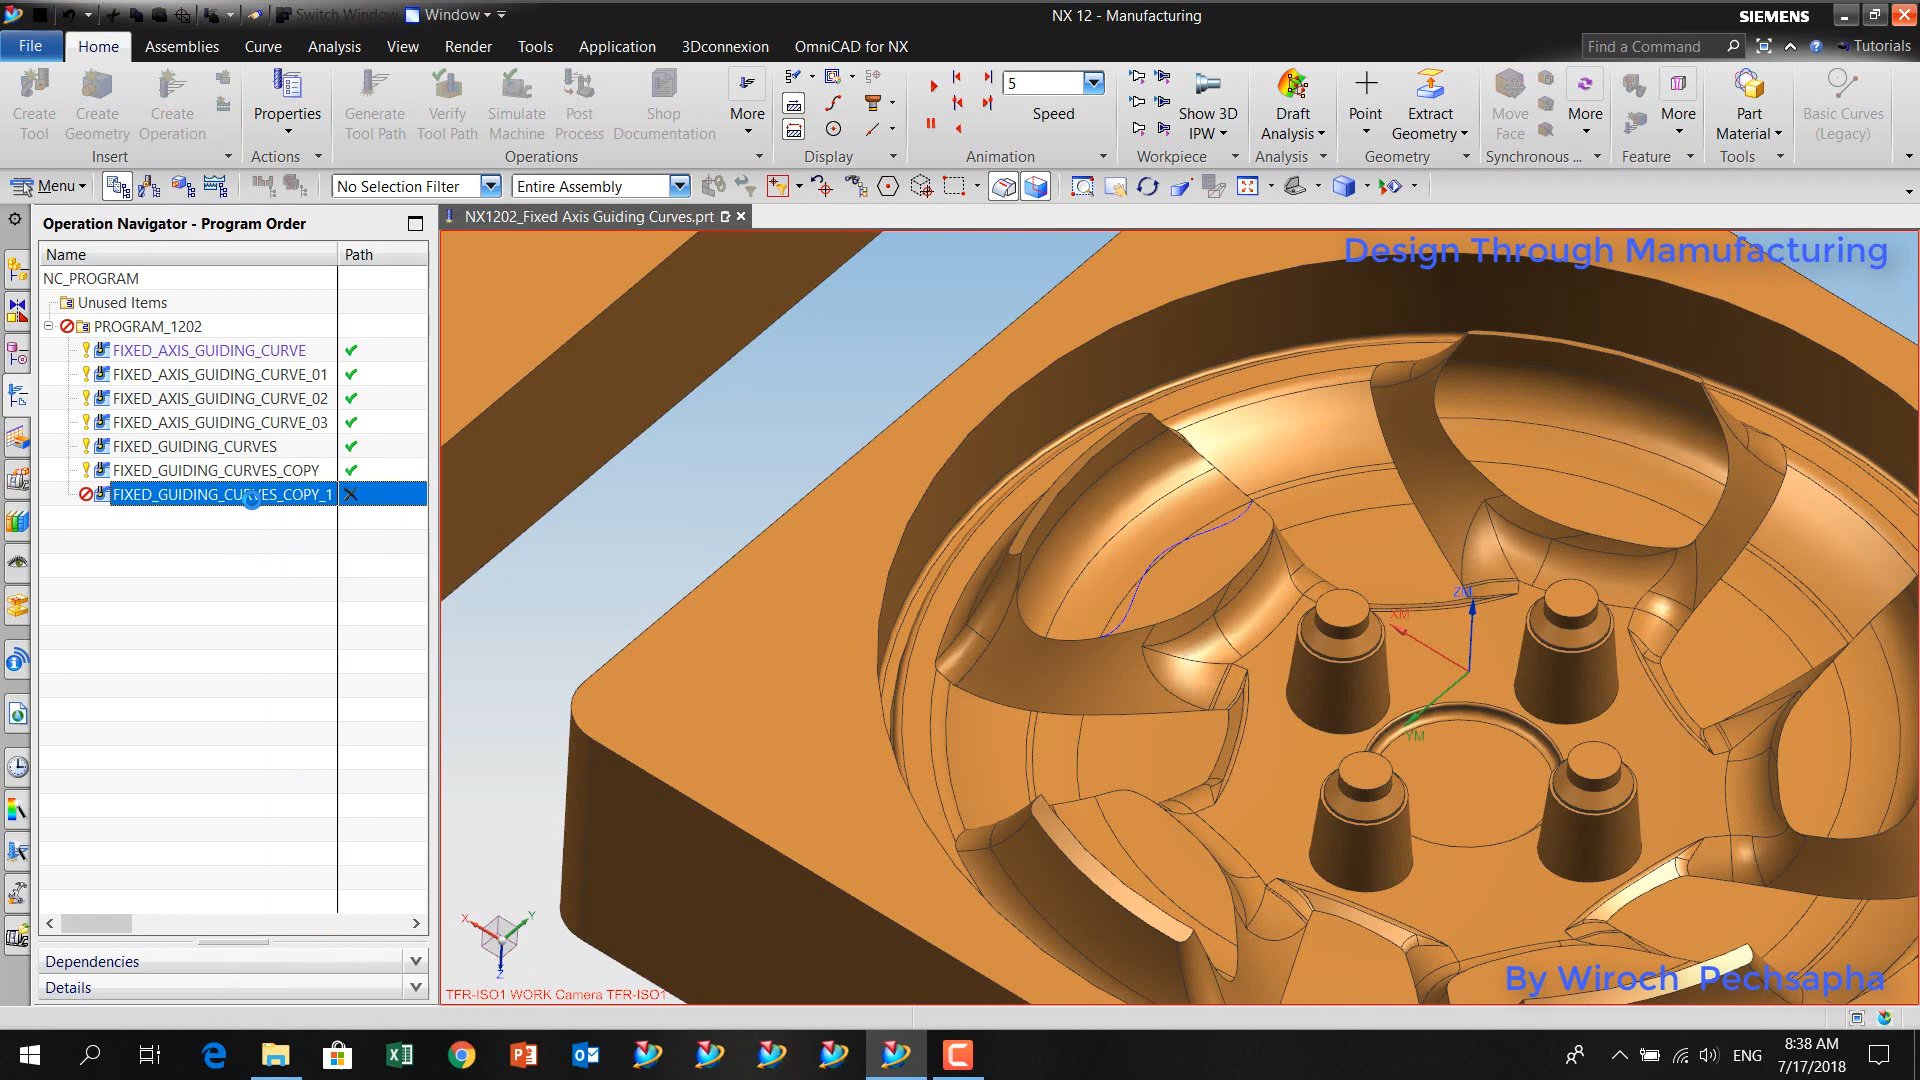 Switch Window Window
NX 12 - Manufacturing
SIEMENS
File Home Assemblies Curve Analysis View Render Tools Application 3Dconnexion OmniCAD for NX
Find a Command
Tutorials
Create Tool
Create Geometry
Create Operation
Insert
Properties
Actions
Generate Tool Path
Verify Tool Path
Simulate Machine
Post Process
Shop Documentation
More
Operations
Display
5
Speed
Animation
Show 3D IPW
Workpiece
Draft Analysis
Analysis
Point
Extract Geometry
Geometry
Move Face
More
Synchronous ...
More
Feature
Part Material
Tools
Basic Curves (Legacy)
Menu
No Selection Filter
Entire Assembly
Operation Navigator - Program Order
NX1202_Fixed Axis Guiding Curves.prt
Name Path
NC_PROGRAM
Unused Items
PROGRAM_1202
FIXED_AXIS_GUIDING_CURVE
FIXED_AXIS_GUIDING_CURVE_01
FIXED_AXIS_GUIDING_CURVE_02
FIXED_AXIS_GUIDING_CURVE_03
FIXED_GUIDING_CURVES
FIXED_GUIDING_CURVES_COPY
FIXED_GUIDING_CURVES_COPY_1
Dependencies
Details
Design Through Mamufacturing
ZM
XM
YM
X
Y
Z
TFR-ISO1 WORK Camera TFR-ISO1
By Wiroch Pechsapha
ENG
8:38 AM
7/17/2018